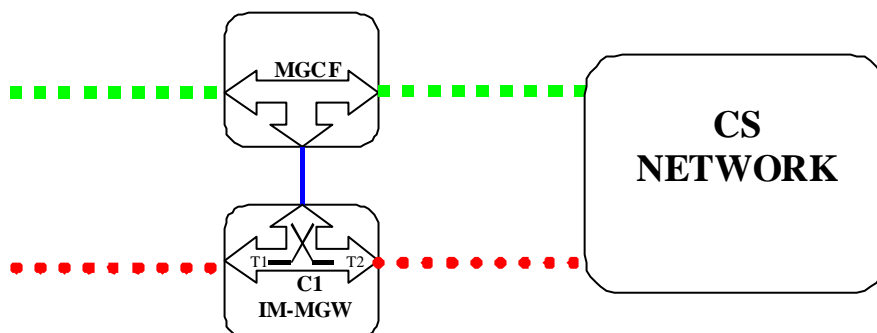 MGCF
CS
NETWORK
T1 T2
C1
IM-MGW